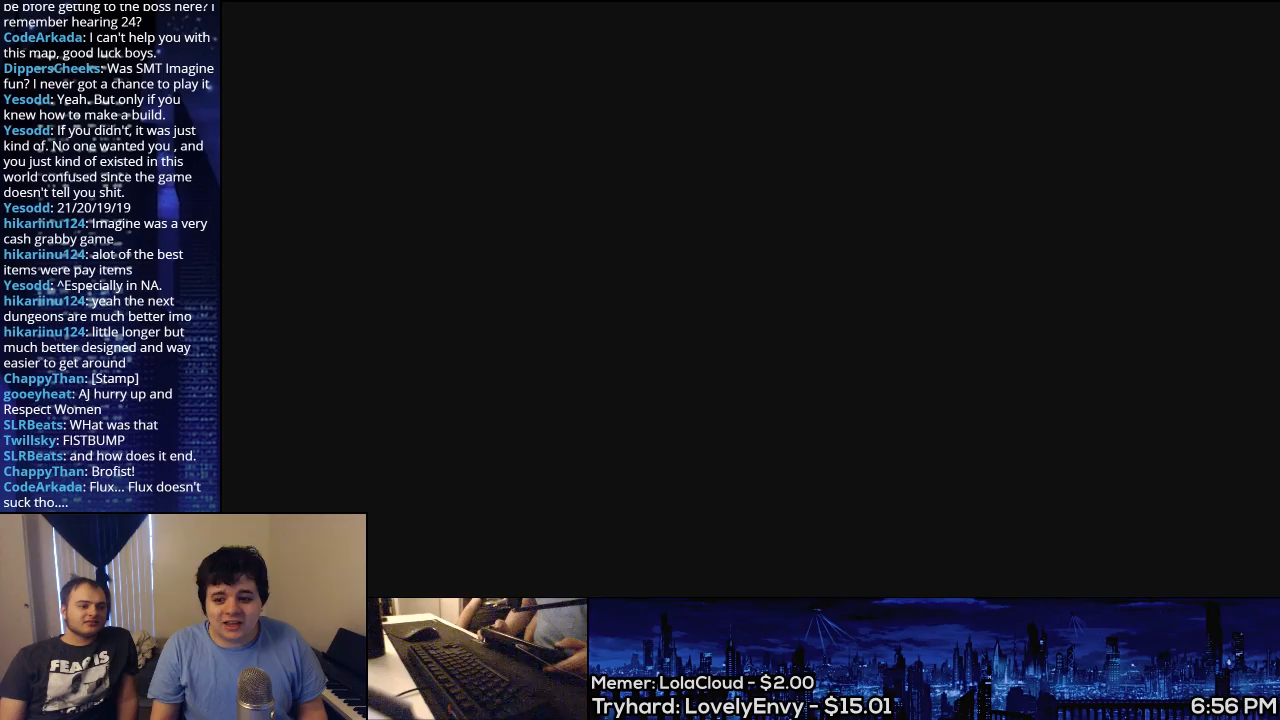 be bfore getting to the boss here? I
remember hearing 24?
CodeArkada: I can't help you with
this map, good luck boys.
DippersCheeks: Was SMT Imagine
fun? I never got a chance to play it
Yesodd: Yeah. But only if you
knew how to make a build.
Yesodd: If you didn't, it was just
kind of. No one wanted you , and
you just kind of existed in this
world confused since the game
doesn't tell you shit.
Yesodd: 21/20/19/19
hikariinu124: Imagine was a very
cash grabby game
hikariinu124: alot of the best
items were pay items
Yesodd: ^Especially in NA.
hikariinu124: yeah the next
dungeons are much better imo
hikariinu124: little longer but
much better designed and way
easier to get around
ChappyThan: [Stamp]
gooeyheat: AJ hurry up and
Respect Women
SLRBeats: WHat was that
Twillsky: FISTBUMP
SLRBeats: and how does it end.
ChappyThan: Brofist!
CodeArkada: Flux... Flux doesn't
suck tho....
FEAR IS
Memer: LolaCloud - $2.00
Tryhard: LovelyEnvy - $15.01
6:56 PM